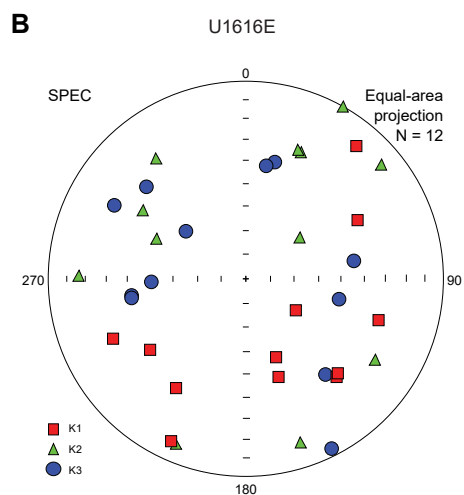 B
U1616E
0
SPEC
Equal-area
projection
N = 12
270
90
K1
K2
K3
180